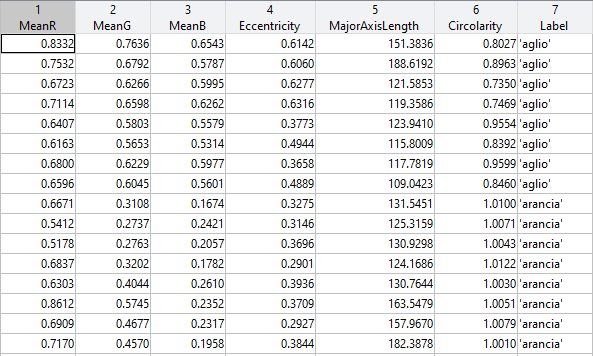 1 2 3 4 5 6 7
MeanR MeanG MeanB Eccentricity MajorAxisLength Circolarity Label
0.8332 0.7636 0.6543 0.6142 151.3836 0.8027 'aglio'
0.7532 0.6792 0.5787 0.6060 188.6192 0.8963 'aglio'
0.6723 0.6266 0.5995 0.6277 121.5853 0.7350 'aglio'
0.7114 0.6598 0.6262 0.6316 119.3586 0.7469 'aglio'
0.6407 0.5803 0.5579 0.3773 123.9410 0.9554 'aglio'
0.6163 0.5653 0.5314 0.4944 115.8009 0.8392 'aglio'
0.6800 0.6229 0.5977 0.3658 117.7819 0.9599 'aglio'
0.6596 0.6045 0.5601 0.4889 109.0423 0.8460 'aglio'
0.6671 0.3108 0.1674 0.3275 131.5451 1.0100 'arancia'
0.5412 0.2737 0.2421 0.3146 125.3159 1.0071 'arancia'
0.5178 0.2763 0.2057 0.3696 130.9298 1.0043 'arancia'
0.6837 0.3202 0.1782 0.2901 124.1686 1.0122 'arancia'
0.6303 0.4044 0.2610 0.3936 130.7644 1.0030 'arancia'
0.8612 0.5745 0.2352 0.3709 163.5479 1.0051 'arancia'
0.6909 0.4677 0.2317 0.2927 157.9670 1.0079 'arancia'
0.7170 0.4570 0.1958 0.3844 182.3878 1.0010 'arancia'